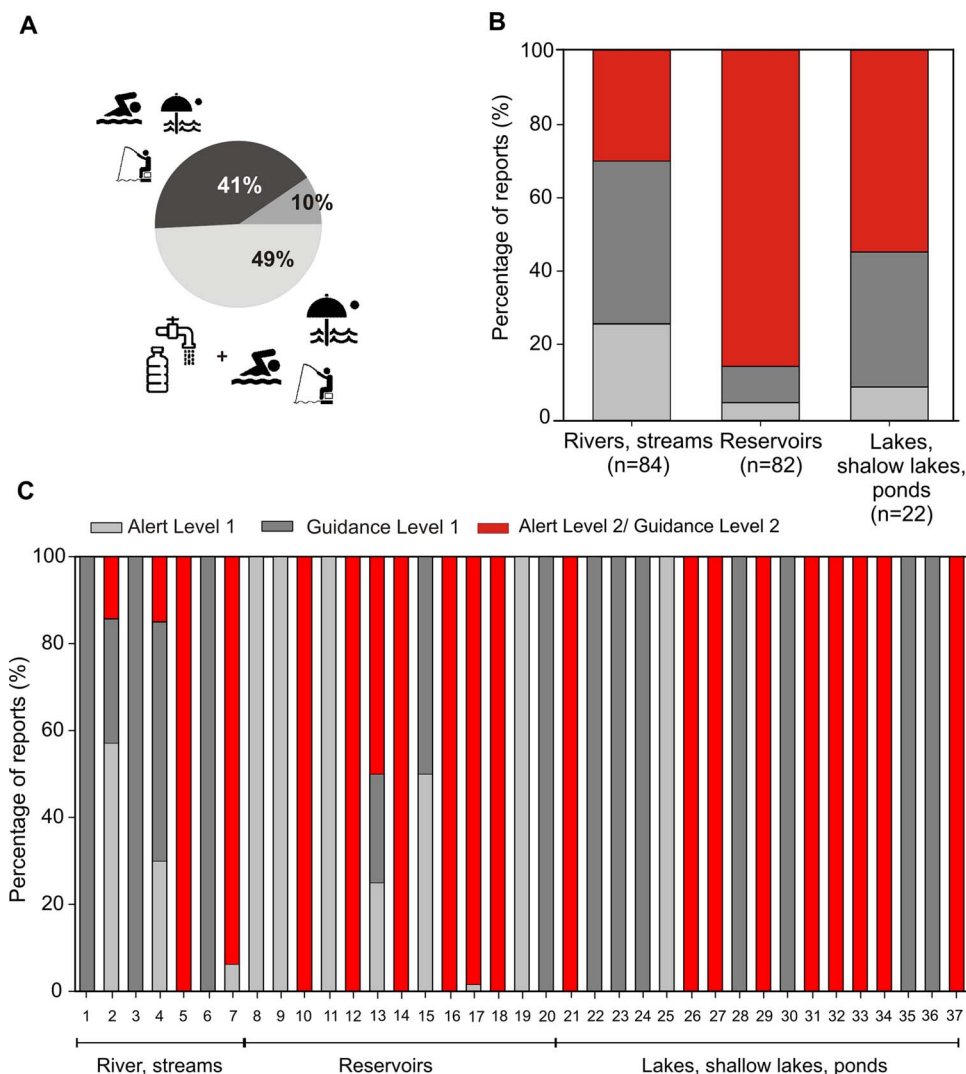 A
41%
10%
49%
+
B
Percentage of reports (%)
100
80
60
40
20
0
Rivers, streams
(n=84)
Reservoirs
(n=82)
Lakes,
shalow lakes,
ponds
(n=22)
C
Alert Level 1 Guidance Level 1 Alert Level 2/ Guidance Level 2
Percentage of reports (%)
100
80
60
40
20
0
1 2 3 4 5 6 7 8 9 10 11 12 13 14 15 16 17 18 19 20 21 22 23 24 25 26 27 28 29 30 31 32 33 34 35 36 37
River, streams Reservoirs Lakes, shallow lakes, ponds